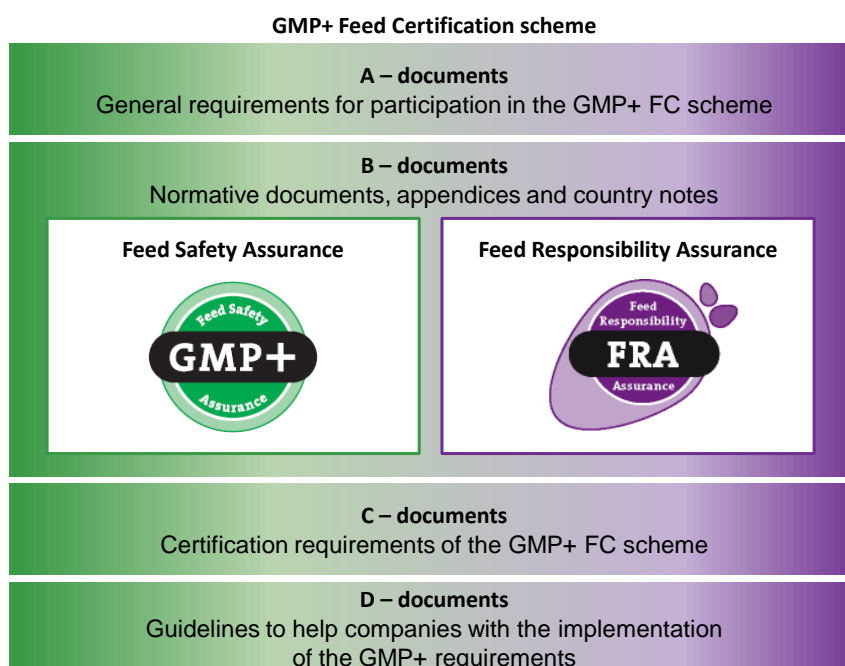 GMP+ Feed Certification scheme
A – documents
General requirements for participation in the GMP+ FC scheme
B – documents
Normative documents, appendices and country notes
Feed Safety Assurance
Feed Safety
GMP+
Assurance
Feed Responsibility Assurance
Feed
Responsibility
FRA
Assurance
C – documents
Certification requirements of the GMP+ FC scheme
D – documents
Guidelines to help companies with the implementation
of the GMP+ requirements